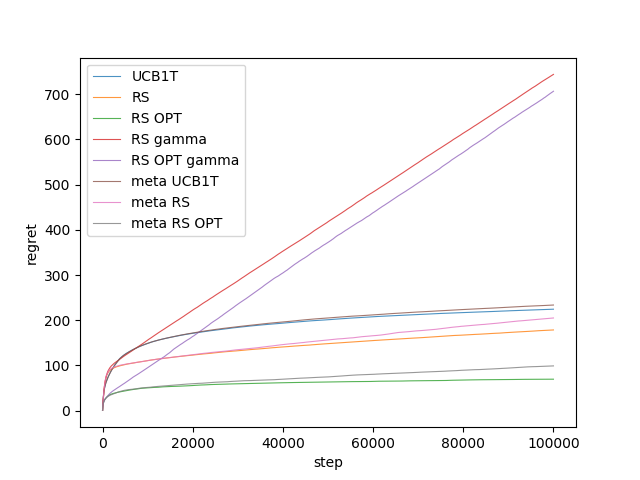 UCB1T
RS
RS OPT
RS gamma
RS OPT gamma
meta UCB1T
meta RS
meta RS OPT
regret
700
600
500
400
300
200
100
0
0 20000 40000 60000 80000 100000
step